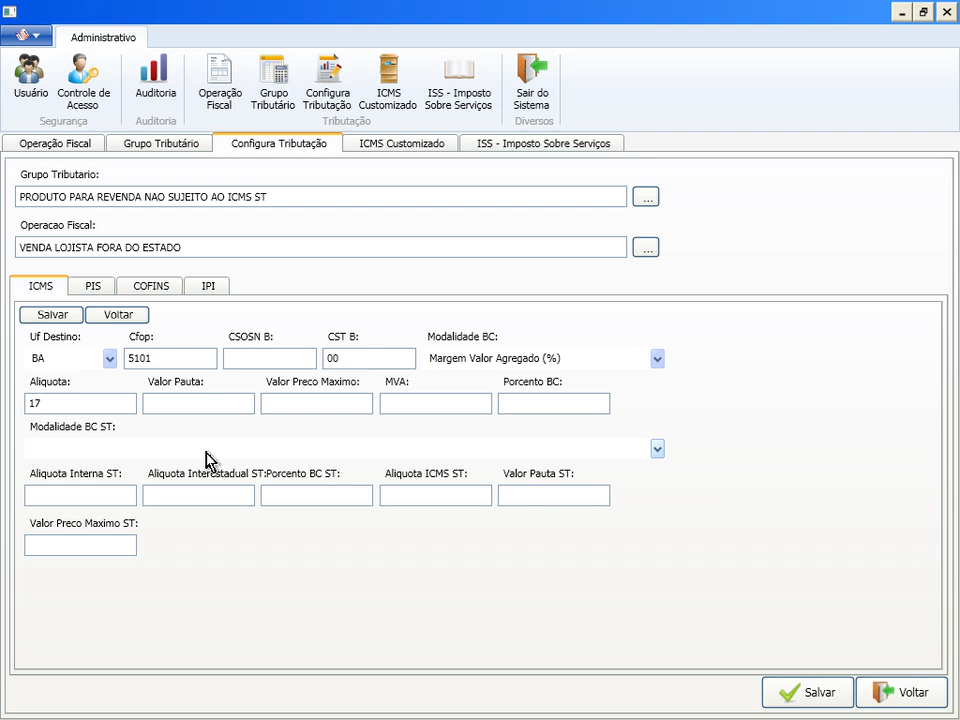 Administrativo
Usuário
Controle de Acesso
Auditoria
Operação Fiscal
Grupo Tributário
Configura Tributação
ICMS Customizado
ISS - Imposto Sobre Serviços
Sair do Sistema
Segurança
Auditoria
Tributação
Diversos
Operação Fiscal
Grupo Tributário
Configura Tributação
ICMS Customizado
ISS - Imposto Sobre Serviços
Grupo Tributario:
PRODUTO PARA REVENDA NAO SUJEITO AO ICMS ST
...
Operacao Fiscal:
VENDA LOJISTA FORA DO ESTADO
...
ICMS
PIS
COFINS
IPI
Salvar
Voltar
Uf Destino:
Cfop:
CSOSN B:
CST B:
Modalidade BC:
BA
5101
00
Margem Valor Agregado (%)
Aliquota:
Valor Pauta:
Valor Preco Maximo:
MVA:
Porcento BC:
17
Modalidade BC ST:
Aliquota Interna ST:
Aliquota Interestadual ST:
Porcento BC ST:
Aliquota ICMS ST:
Valor Pauta ST:
Valor Preco Maximo ST:
Salvar
Voltar